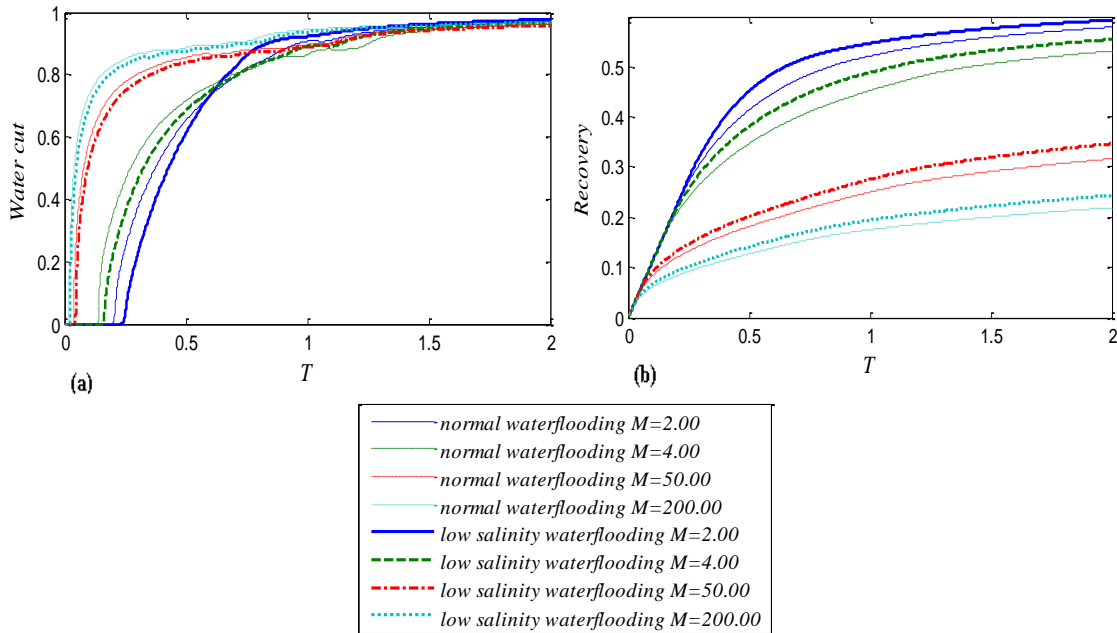 1
0.8
0.6
0.4
0.2
0
Water cut
0 0.5 1 1.5 2
T
(a)
0.5
0.4
0.3
0.2
0.1
0
Recovery
0 0.5 1 1.5 2
T
(b)
normal waterflooding M=2.00
normal waterflooding M=4.00
normal waterflooding M=50.00
normal waterflooding M=200.00
low salinity waterflooding M=2.00
low salinity waterflooding M=4.00
low salinity waterflooding M=50.00
low salinity waterflooding M=200.00